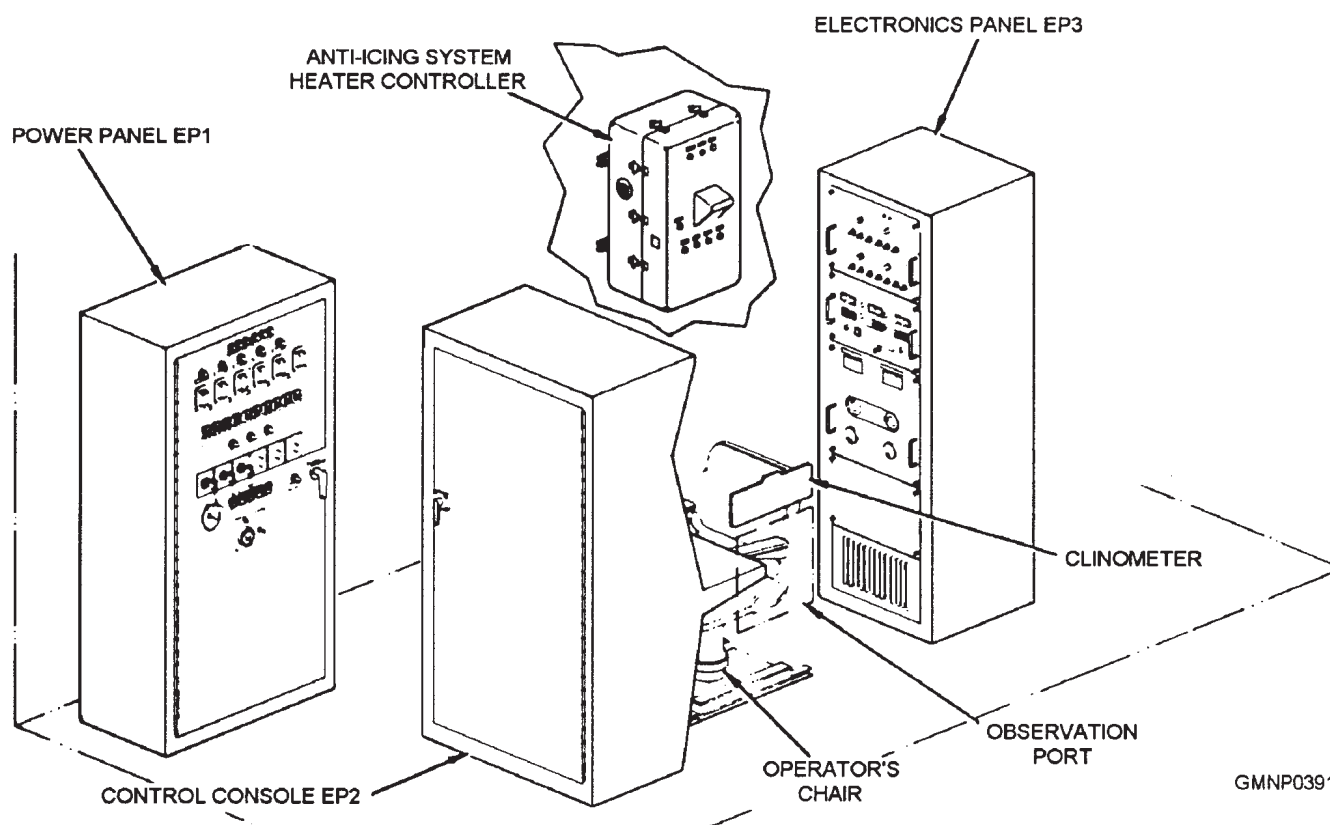 ELECTRONICS PANEL EP3
ANTI-ICING SYSTEM
HEATER CONTROLLER
POWER PANEL EP1
CLINOMETER
OBSERVATION
PORT
OPERATOR'S
CHAIR
CONTROL CONSOLE EP2
GMNP0391